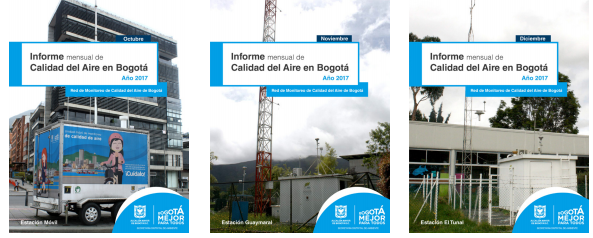 Octubre
Informe mensual de
Calidad del Aire en Bogotá
Año 2017
Red de Monitoreo de Calidad del Aire de Bogotá
de calidad de aire
¡Cuídalo!
Estación Móvil
BOGOTÁ
MEJOR
PARA TODOS
Noviembre
Informe mensual de
Calidad del Aire en Bogotá
Año 2017
Red de Monitoreo de Calidad del Aire de Bogotá
Estación Guaymaral
BOGOTÁ
MEJOR
PARA TODOS
Diciembre
Informe mensual de
Calidad del Aire en Bogotá
Año 2017
Red de Monitoreo de Calidad del Aire de Bogotá
Estación El Tunal
BOGOTÁ
MEJOR
PARA TODOS